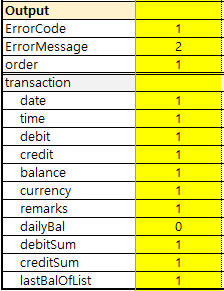 Output
ErrorCode 1
ErrorMessage 2
order 1
transaction
date 1
time 1
debit 1
credit 1
balance 1
currency 1
remarks 1
dailyBal 0
debitSum 1
creditSum 1
lastBalOfList 1